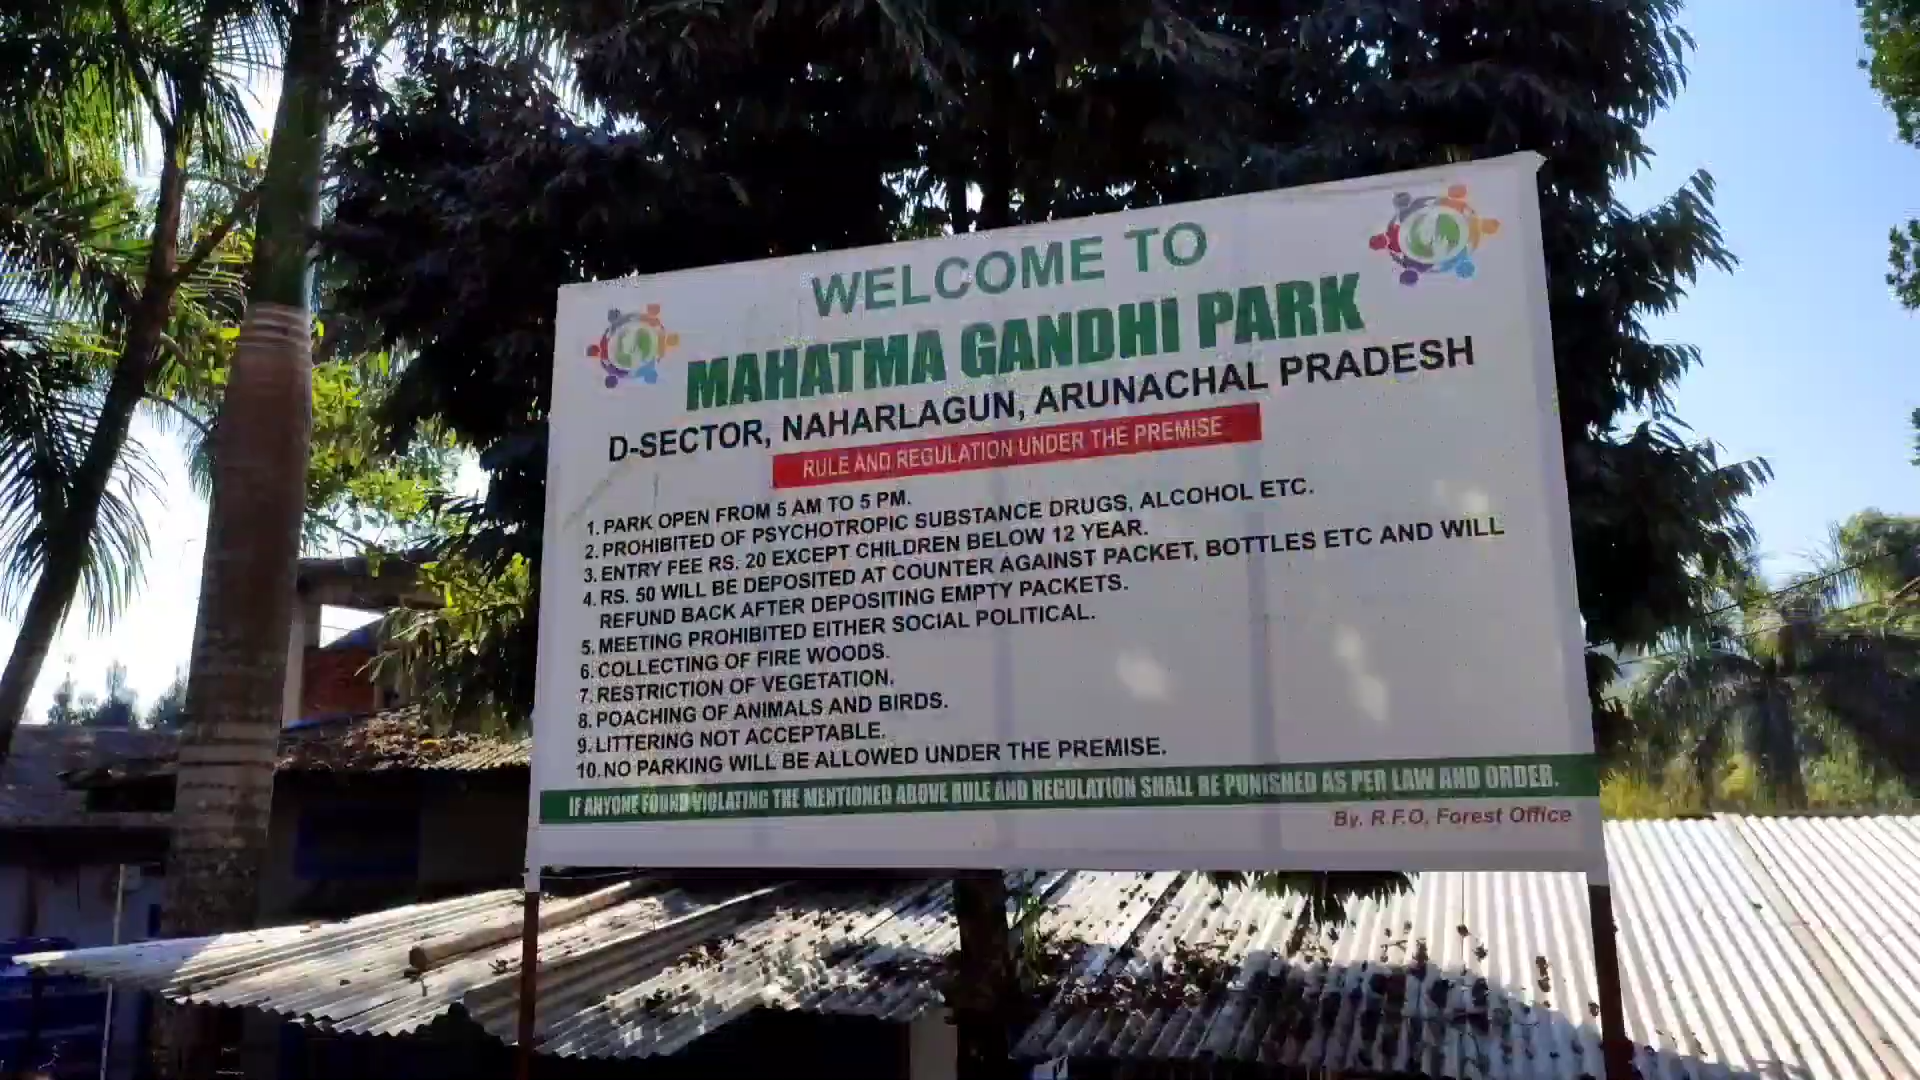 WELCOME TO
MAHATMA GANDHI PARK
D-SECTOR, NAHARLAGUN, ARUNACHAL PRADESH
RULE AND REGULATION UNDER THE PREMISE
1. PARK OPEN FROM 5 AM TO 5 PM.
2. PROHIBITED OF PSYCHOTROPIC SUBSTANCE DRUGS, ALCOHOL ETC.
3. ENTRY FEE RS. 20 EXCEPT CHILDREN BELOW 12 YEAR.
4. RS. 50 WILL BE DEPOSITED AT COUNTER AGAINST PACKET, BOTTLES ETC AND WILL
REFUND BACK AFTER DEPOSITING EMPTY PACKETS.
5. MEETING PROHIBITED EITHER SOCIAL POLITICAL.
6. COLLECTING OF FIRE WOODS.
7. RESTRICTION OF VEGETATION.
8. POACHING OF ANIMALS AND BIRDS.
9. LITTERING NOT ACCEPTABLE.
10. NO PARKING WILL BE ALLOWED UNDER THE PREMISE.
IF ANYONE FOUND VIOLATING THE MENTIONED ABOVE RULE AND REGULATION SHALL BE PUNISHED AS PER LAW AND ORDER.
By. R.F.O. Forest Office